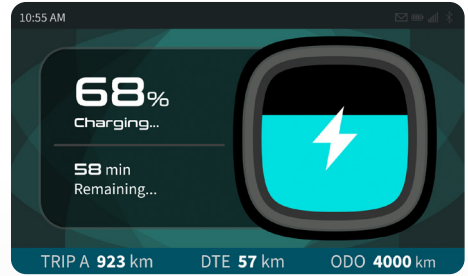 10:55 AM
68%
Charging...
58 min
Remaining...
TRIP A 923 km DTE 57 km ODO 4000 km